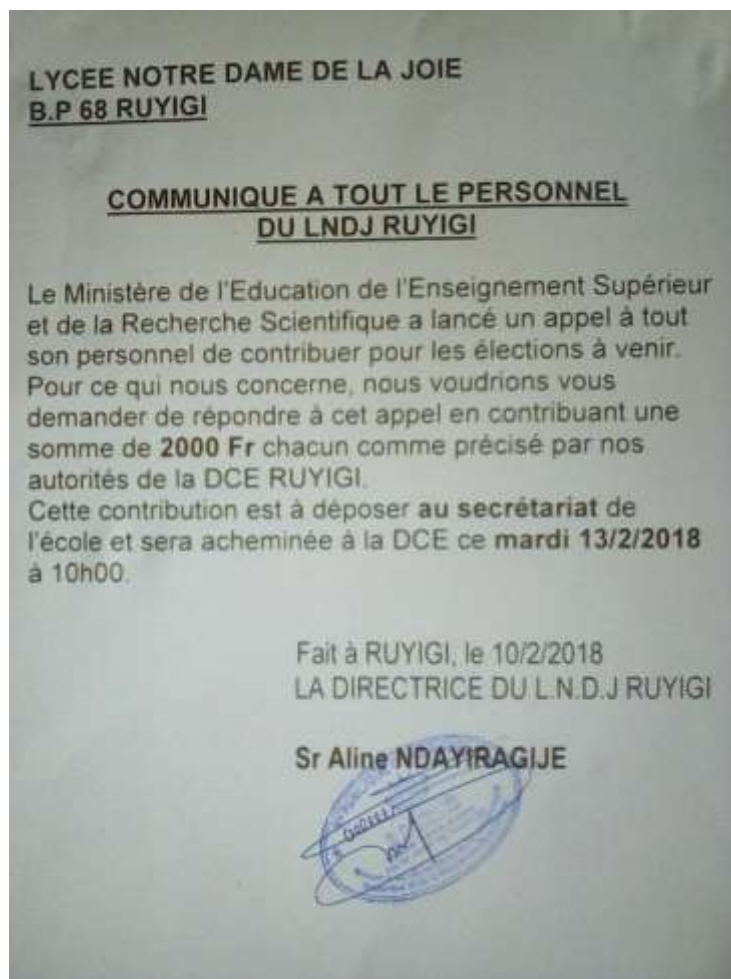 LYCEE NOTRE DAME DE LA JOIE
B.P 68 RUYIGI
COMMUNIQUE A TOUT LE PERSONNEL
DU LNDJ RUYIGI
Le Ministère de l'Education de l'Enseignement Supérieur
et de la Recherche Scientifique a lancé un appel à tout
son personnel de contribuer pour les élections à venir.
Pour ce qui nous concerne, nous voudrions vous
demander de répondre à cet appel en contribuant une
somme de 2000 Fr chacun comme précisé par nos
autorités de la DCE RUYIGI.
Cette contribution est à déposer au secrétariat de
l'école et sera acheminée à la DCE ce mardi 13/2/2018
à 10h00.
Fait à RUYIGI, le 10/2/2018
LA DIRECTRICE DU L.N.D.J RUYIGI
Sr Aline NDAYIRAGIJE